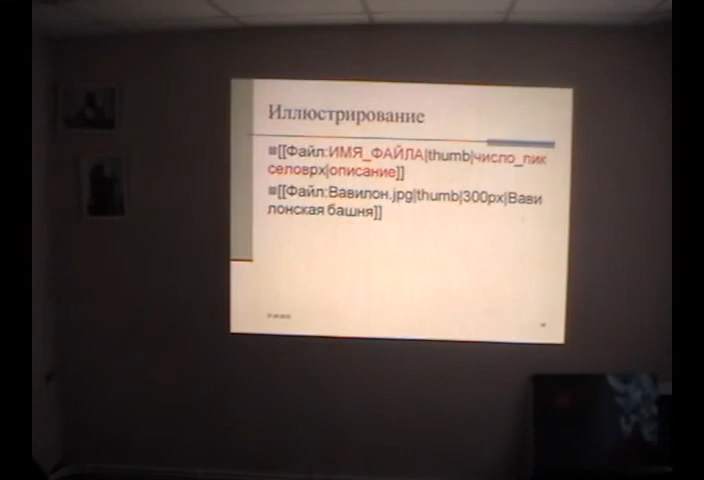 Иллюстрирование
[[Файл:ИМЯ_ФАЙЛА|thumb|число_пик
селовpx|описание]]
[[Файл:Вавилон.jpg|thumb|300px|Вави
лонская башня]]